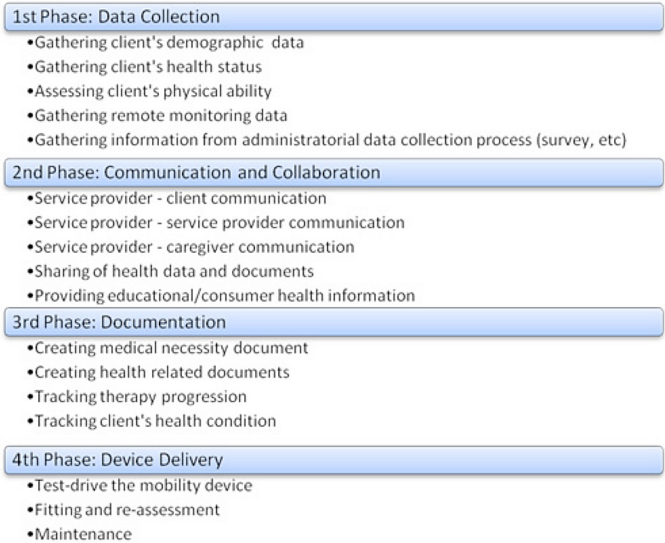 1st Phase: Data Collection
•Gathering client's demographic data
•Gathering client's health status
•Assessing client's physical ability
•Gathering remote monitoring data
•Gathering information from administratorial data collection process (survey, etc)
2nd Phase: Communication and Collaboration
•Service provider - client communication
•Service provider - service provider communication
•Service provider - caregiver communication
•Sharing of health data and documents
•Providing educational/consumer health information
3rd Phase: Documentation
•Creating medical necessity document
•Creating health related documents
•Tracking therapy progression
•Tracking client's health condition
4th Phase: Device Delivery
•Test-drive the mobility device
•Fitting and re-assessment
•Maintenance